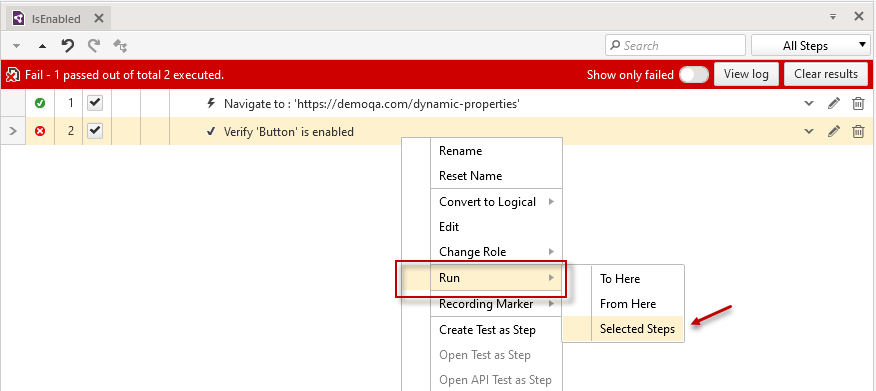 IsEnabled
Search
All Steps
Fail - 1 passed out of total 2 executed.
Show only failed
View log
Clear results
1
Navigate to : 'https://demoqa.com/dynamic-properties'
2
Verify 'Button' is enabled
Rename
Reset Name
Convert to Logical
Edit
Change Role
Run
To Here
From Here
Recording Marker
Selected Steps
Create Test as Step
Open Test as Step
Open API Test as Step